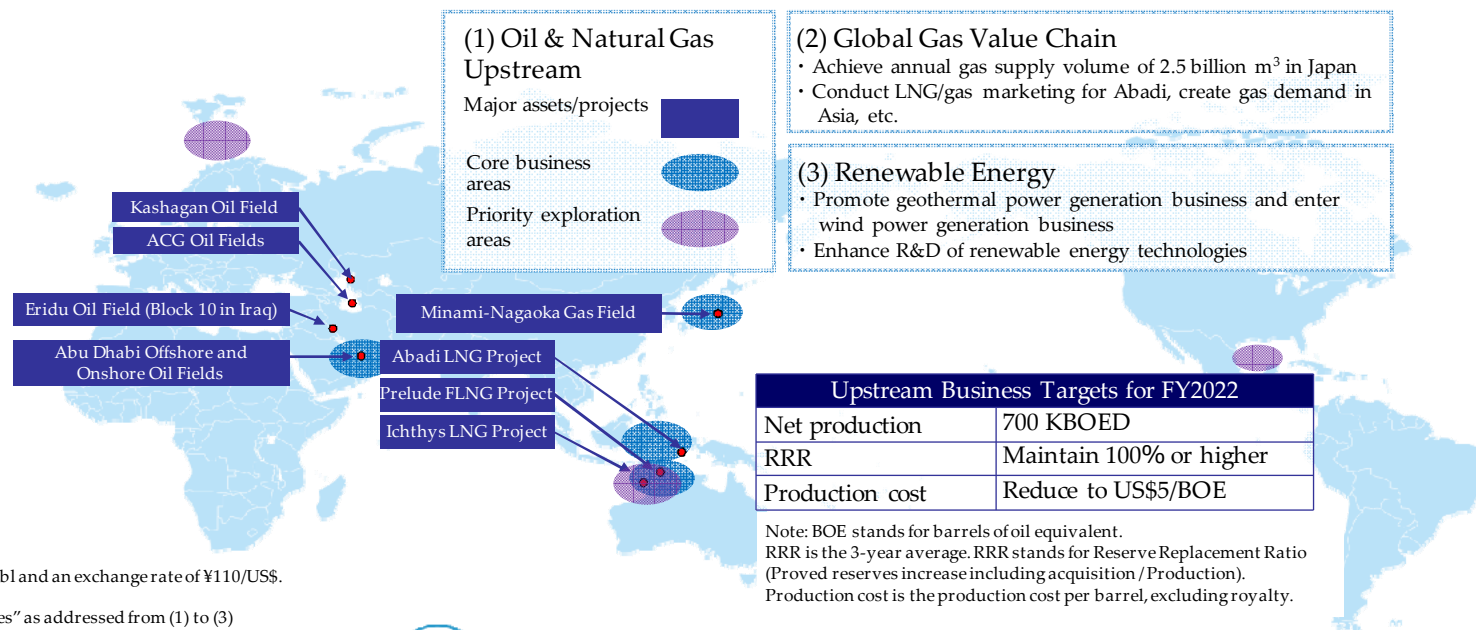 (1) Oil & Natural Gas
Upstream
Major assets/projects
Core business
areas
Priority exploration
areas
(2) Global Gas Value Chain
・Achieve annual gas supply volume of 2.5 billion m³ in Japan
・Conduct LNG/gas marketing for Abadi, create gas demand in
Asia, etc.
(3) Renewable Energy
・Promote geothermal power generation business and enter
wind power generation business
・Enhance R&D of renewable energy technologies
Kashagan Oil Field
ACG Oil Fields
Eridu Oil Field (Block 10 in Iraq)
Abu Dhabi Offshore and
Onshore Oil Fields
Minami-Nagaoka Gas Field
Abadi LNG Project
Prelude FLNG Project
Ichthys LNG Project
Upstream Business Targets for FY2022
Net production 700 KBOED
RRR Maintain 100% or higher
Production cost Reduce to US$5/BOE
Note: BOE stands for barrels of oil equivalent.
RRR is the 3-year average. RRR stands for Reserve Replacement Ratio
(Proved reserves increase including acquisition / Production).
Production cost is the production cost per barrel, excluding royalty.
bl and an exchange rate of ¥110/US$.
es” as addressed from (1) to (3)